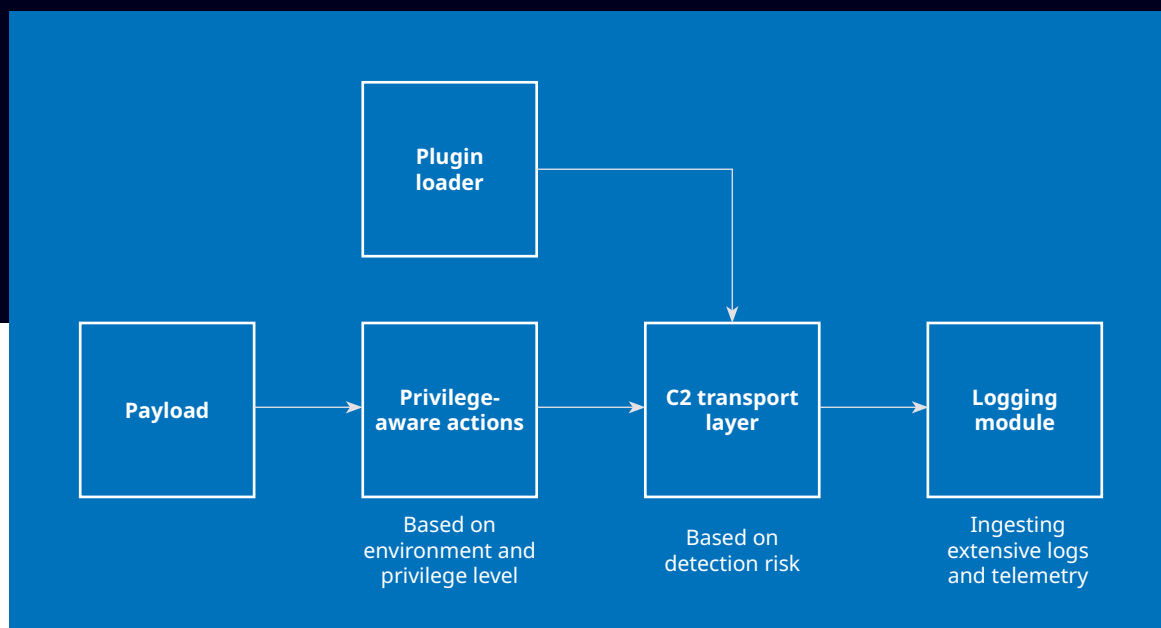 Plugin
loader
Payload
Privilege-
aware actions
C2 transport
layer
Logging
module
Based on
environment and
privilege level
Based on
detection risk
Ingesting
extensive logs
and telemetry